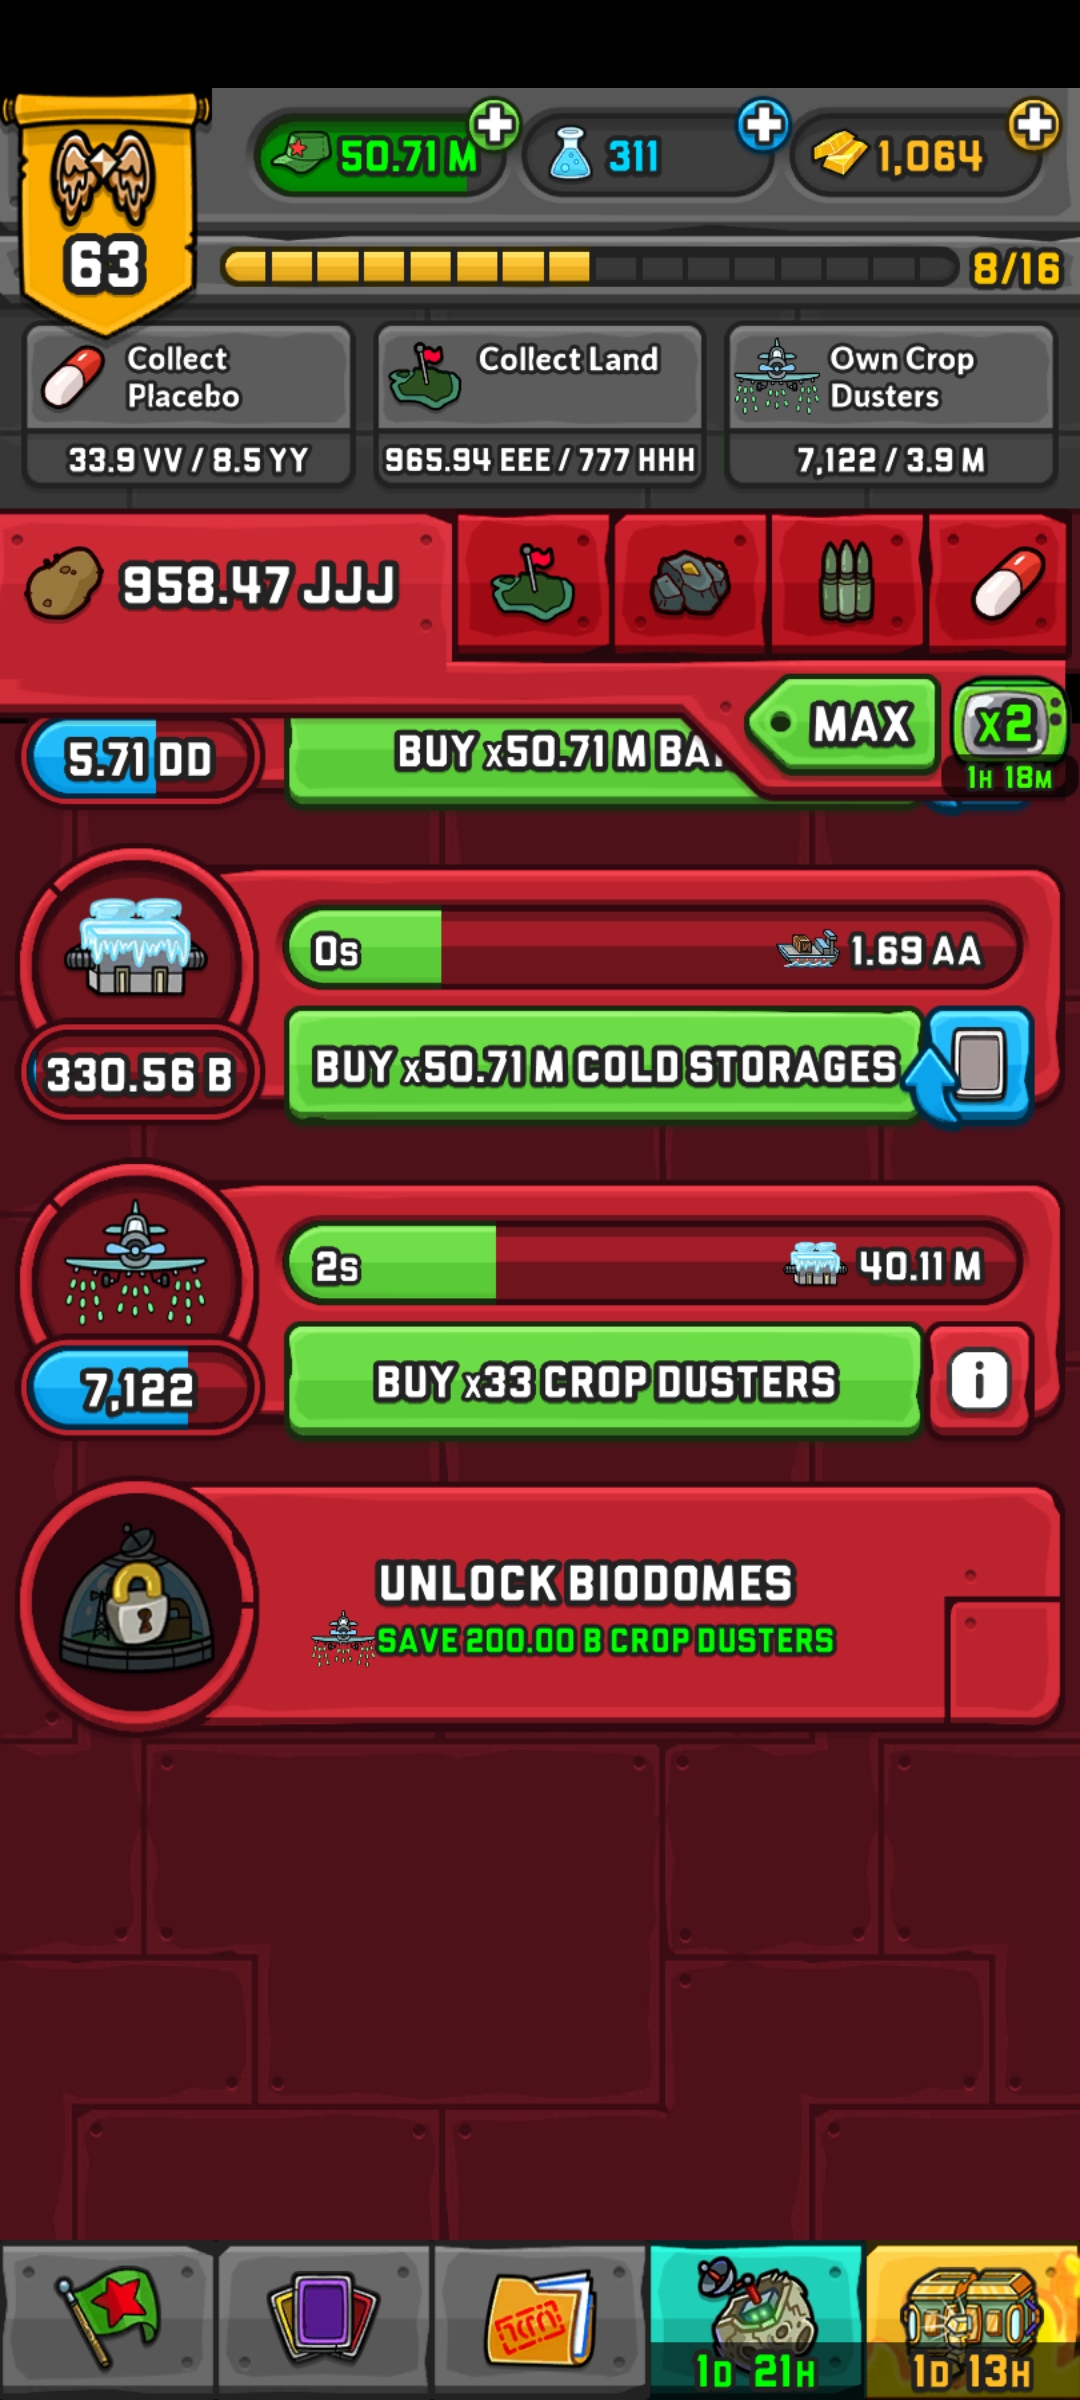 50.71 M
311
1,064
63
8/16
Collect Placebo
33.9 VV / 8.5 YY
Collect Land
965.94 EEE / 777 HHH
Own Crop Dusters
7,122 / 3.9 M
958.47 JJJ
MAX
x2
1H 18M
5.71 DD
BUY x50.71 M
0s
1.69 AA
330.56 B
BUY x50.71 M COLD STORAGES
2s
40.11 M
7,122
BUY x33 CROP DUSTERS
i
UNLOCK BIODOMES
SAVE 200.00 B CROP DUSTERS
1D 21H
1D 13H